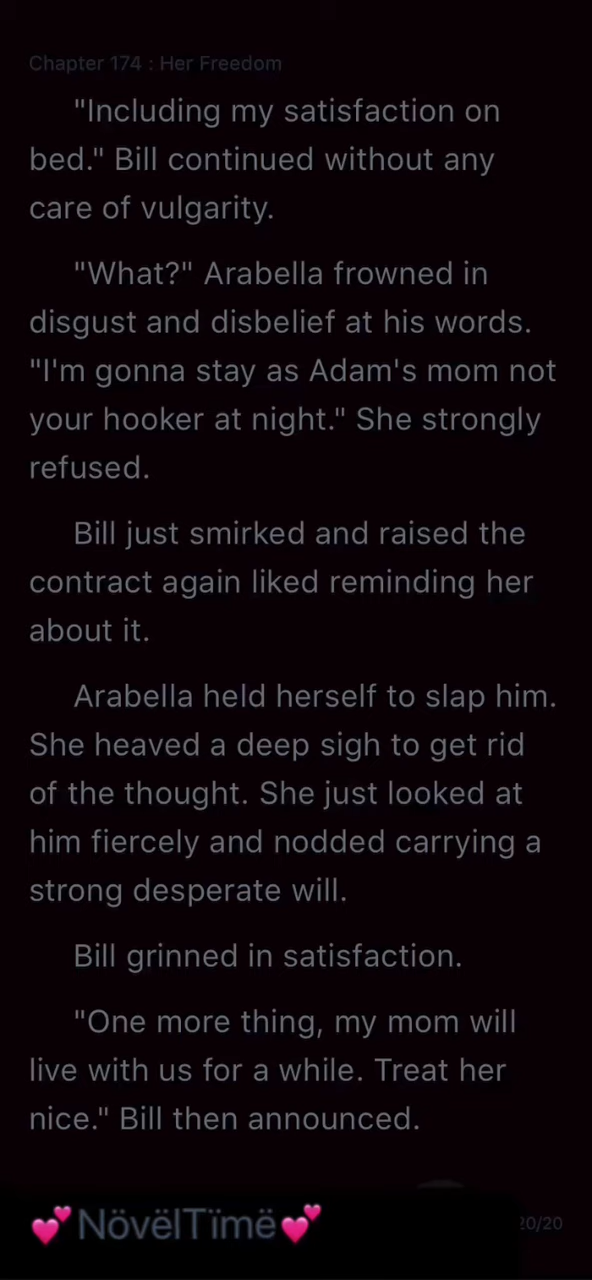 Chapter 174 : Her Freedom
"Including my satisfaction on
bed." Bill continued without any
care of vulgarity.
"What?" Arabella frowned in
disgust and disbelief at his words.
"I'm gonna stay as Adam's mom not
your hooker at night." She strongly
refused.
Bill just smirked and raised the
contract again liked reminding her
about it.
Arabella held herself to slap him.
She heaved a deep sigh to get rid
of the thought. She just looked at
him fiercely and nodded carrying a
strong desperate will.
Bill grinned in satisfaction.
"One more thing, my mom will
live with us for a while. Treat her
nice." Bill then announced.
💕NövëlTïmë💕
20/20